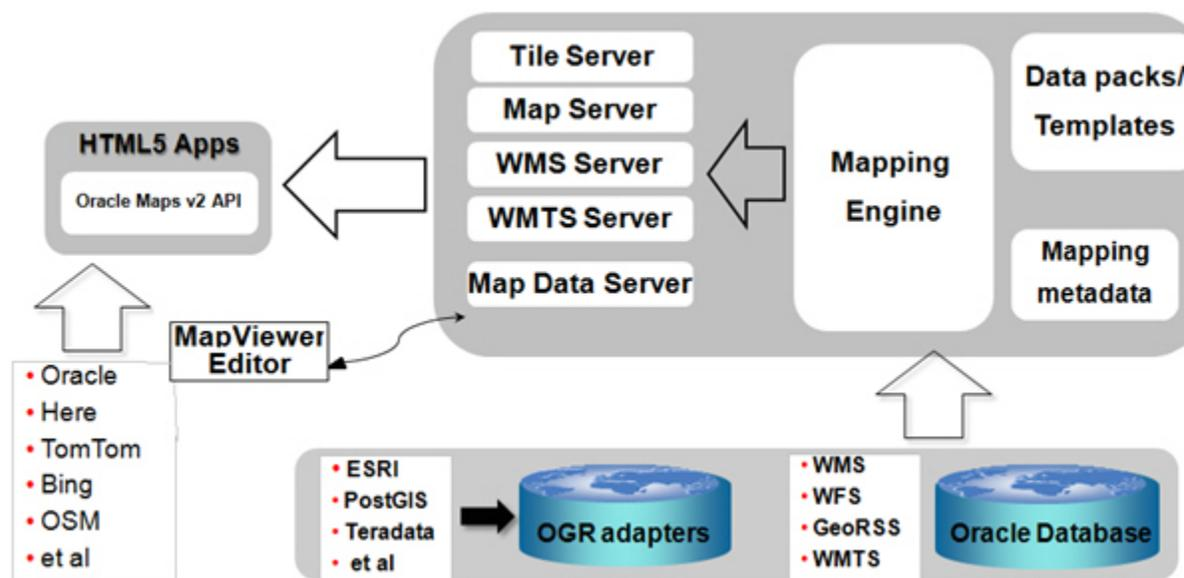 Tile Server
Map Server
WMS Server
WMTS Server
Map Data Server
Mapping
Engine
Data packs/
Templates
Mapping
metadata
HTML5 Apps
Oracle Maps v2 API
MapViewer
Editor
• Oracle
• Here
• TomTom
• Bing
• OSM
• et al
• ESRI
• PostGIS
• Teradata
• et al
OGR adapters
• WMS
• WFS
• GeoRSS
• WMTS
Oracle Database